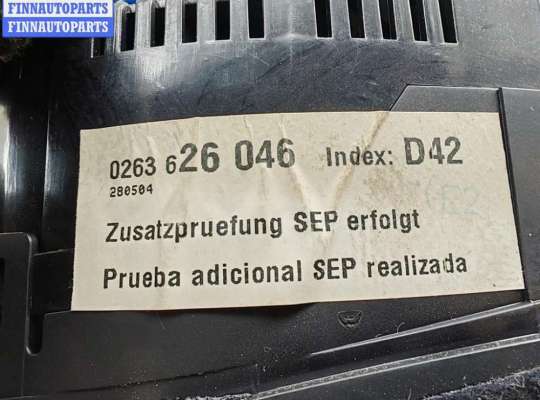 FINNAUTOPARTS
FINNAUTOPARTS
0263 626 046 Index: D42
280504
Zusatzpruefung SEP erfolgt
Prueba adicional SEP realizada